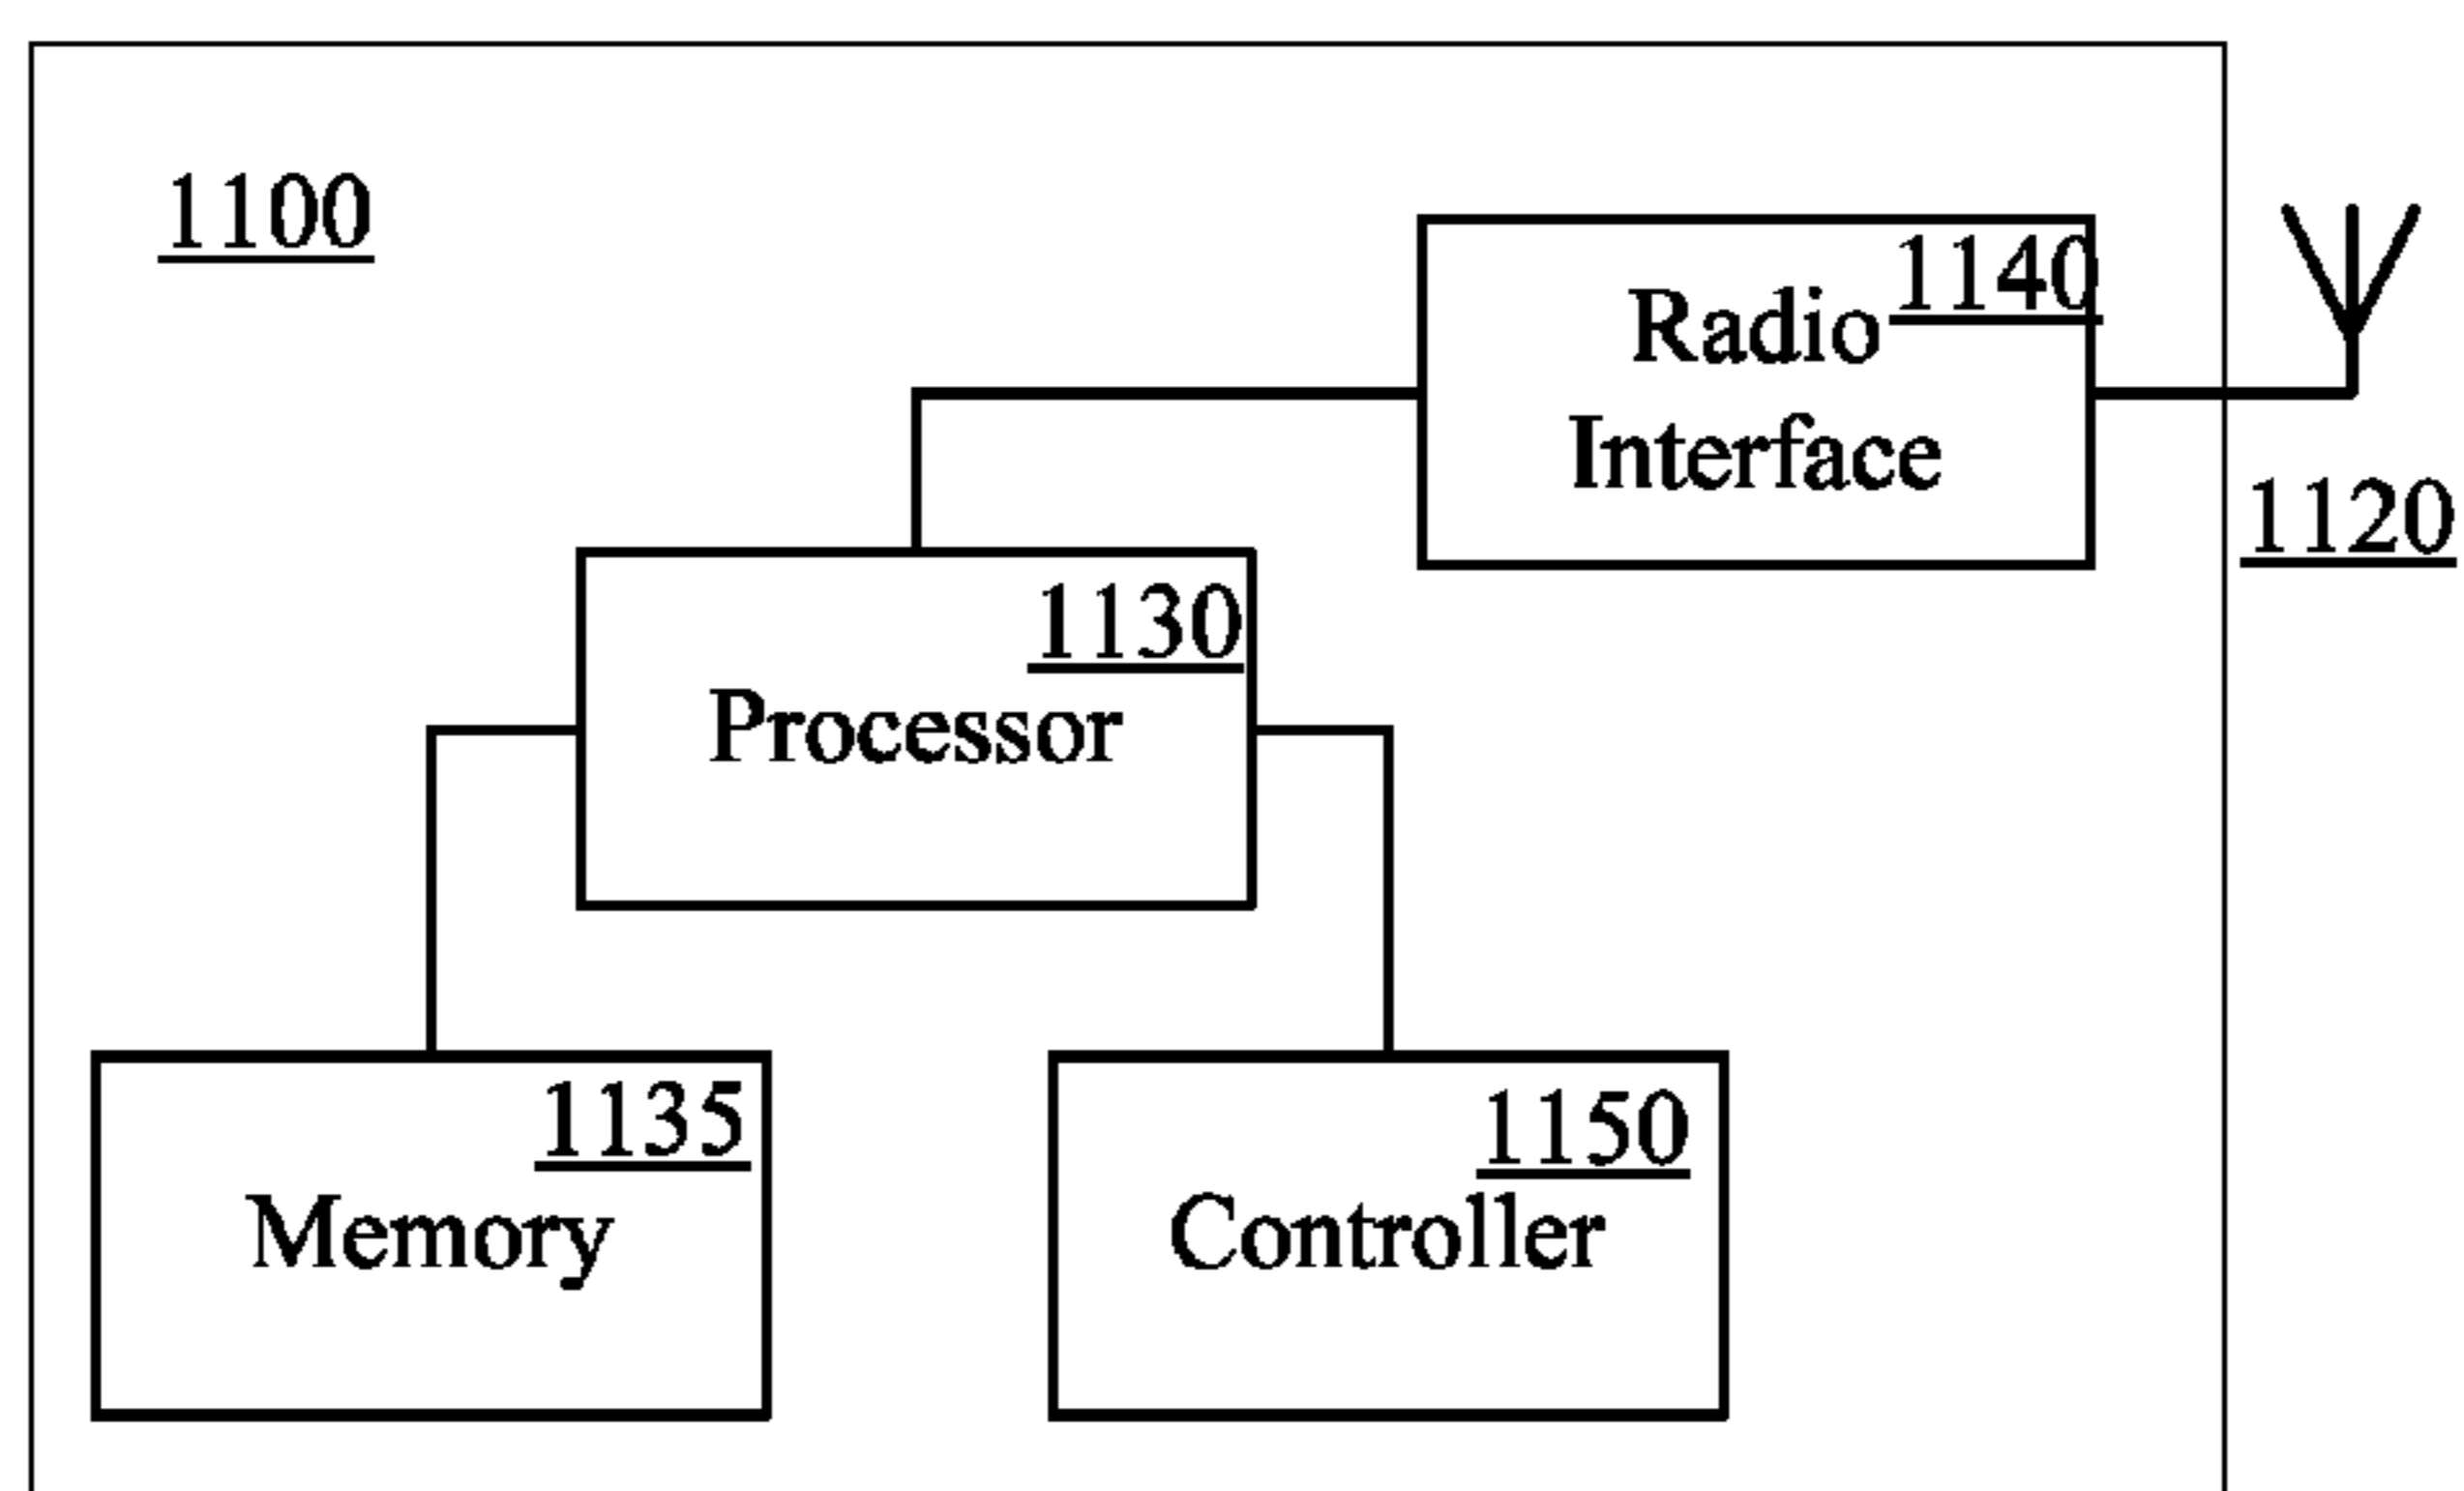 1100
1140
Radio
Interface
1120
1130
Processor
1135
Memory
1150
Controller